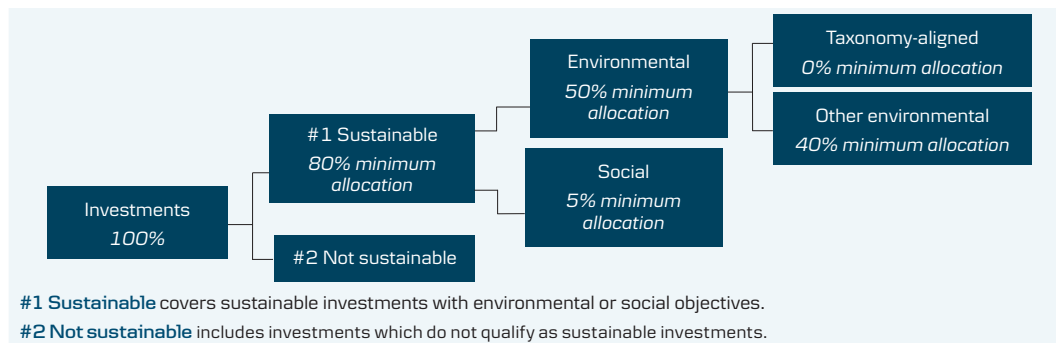 Investments
100%
#1 Sustainable
80% minimum
allocation
#2 Not sustainable
Environmental
50% minimum
allocation
Social
5% minimum
allocation
Taxonomy-aligned
0% minimum allocation
Other environmental
40% minimum allocation
#1 Sustainable covers sustainable investments with environmental or social objectives.
#2 Not sustainable includes investments which do not qualify as sustainable investments.